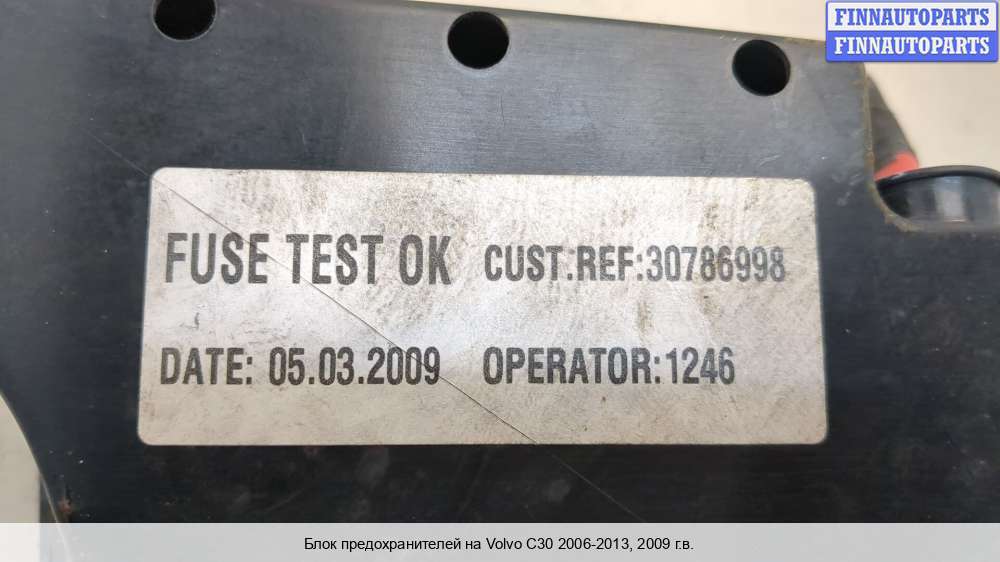 FINNAUTOPARTS
FINNAUTOPARTS
FUSE TEST OK CUST.REF:30786998
DATE: 05.03.2009 OPERATOR:1246
Блок предохранителей на Volvo C30 2006-2013, 2009 г.в.